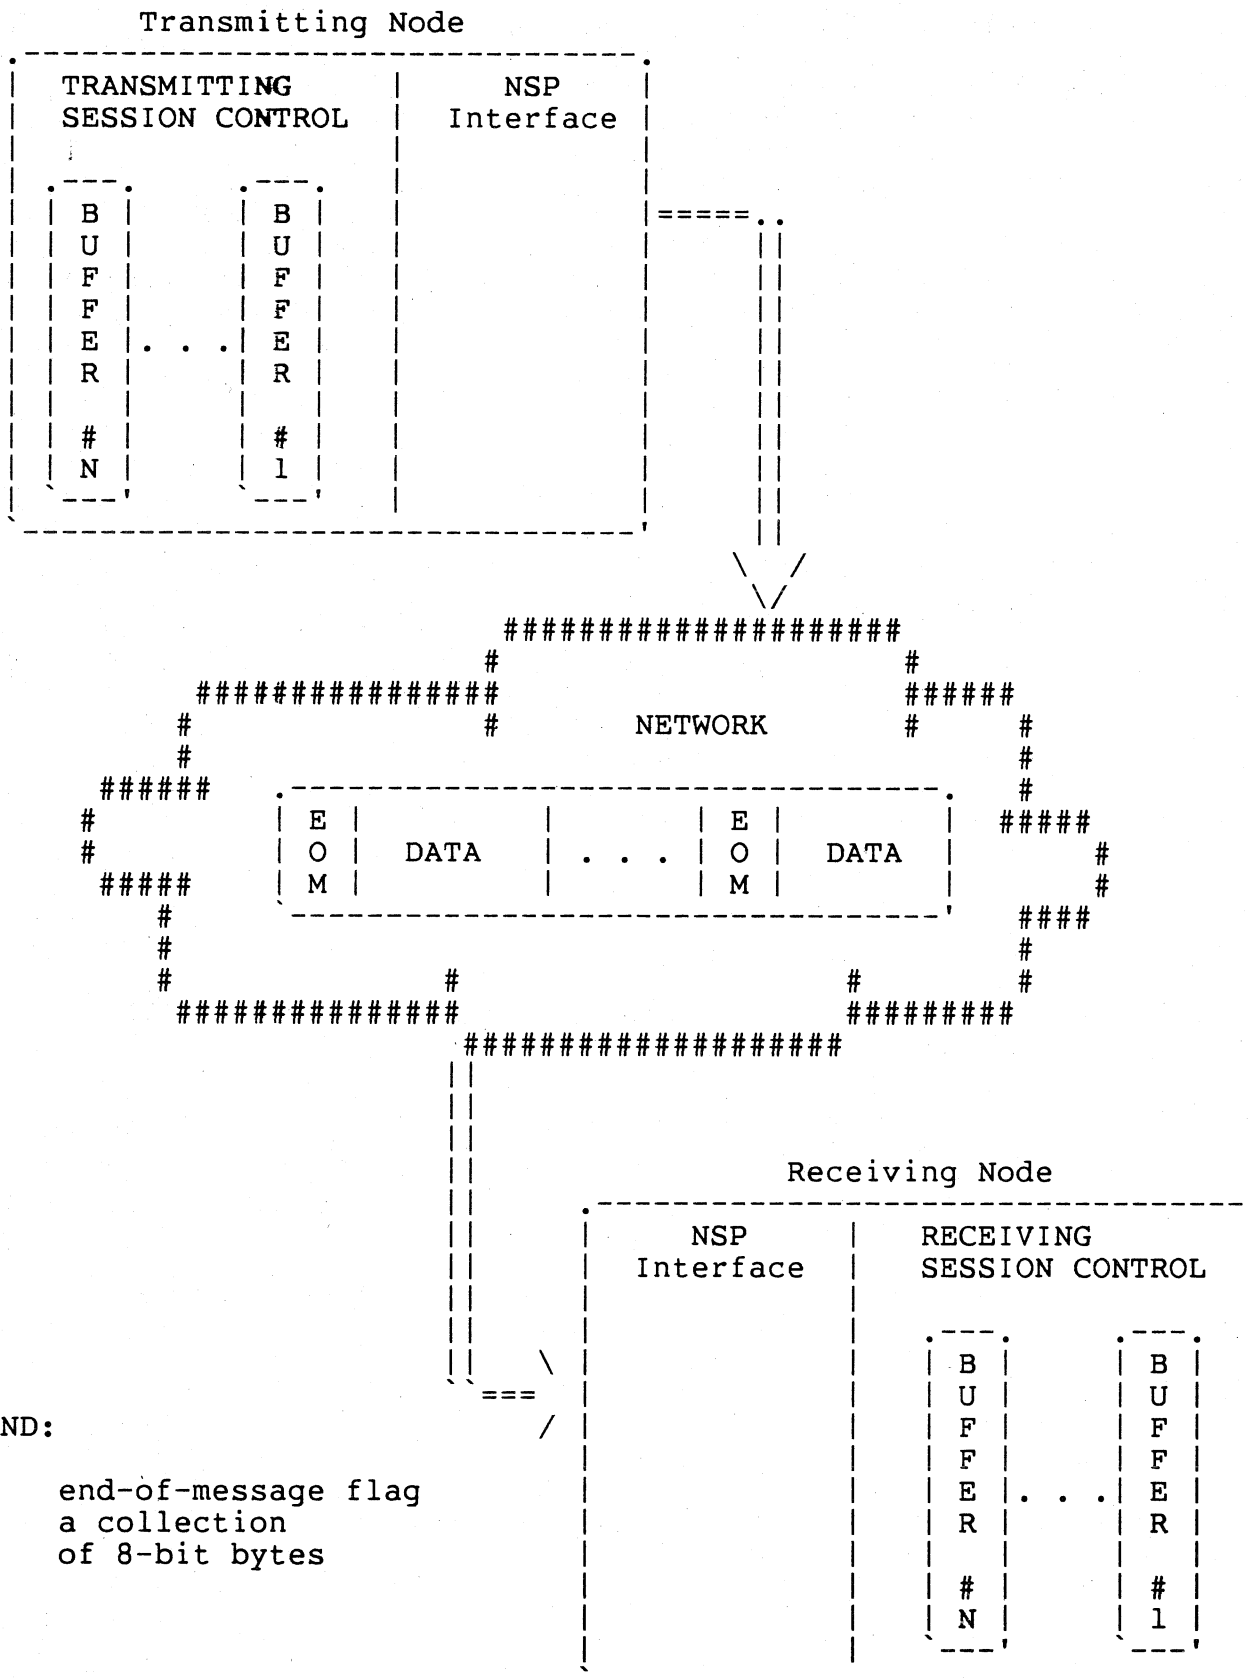 Transmitting Node
TRANSMITTING
SESSION CONTROL
NSP
Interface
BUFFER #N
. . .
BUFFER #1
NETWORK
EOM
DATA
. . .
EOM
DATA
Receiving Node
NSP
Interface
RECEIVING
SESSION CONTROL
BUFFER #N
. . .
BUFFER #1
ND:
end-of-message flag
a collection
of 8-bit bytes